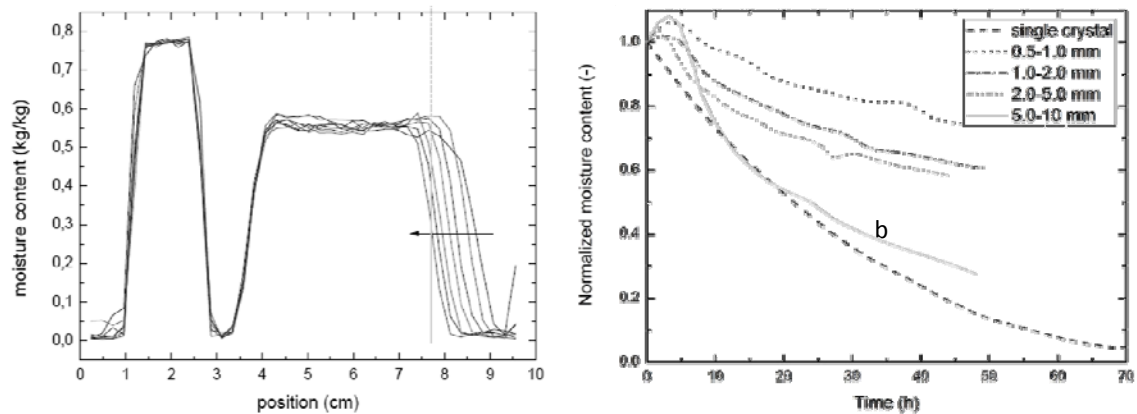 moisture content (kg/kg)
0,8
0,7
0,6
0,5
0,4
0,3
0,2
0,1
0,0
0 1 2 3 4 5 6 7 8 9 10
position (cm)
Normalized moisture content (-)
1.0
0.8
0.6
0.4
0.2
0.0
single crystal
0.5-1.0 mm
1.0-2.0 mm
2.0-5.0 mm
5.0-10 mm
b
0 10 20 30 40 50 60 70
Time (h)